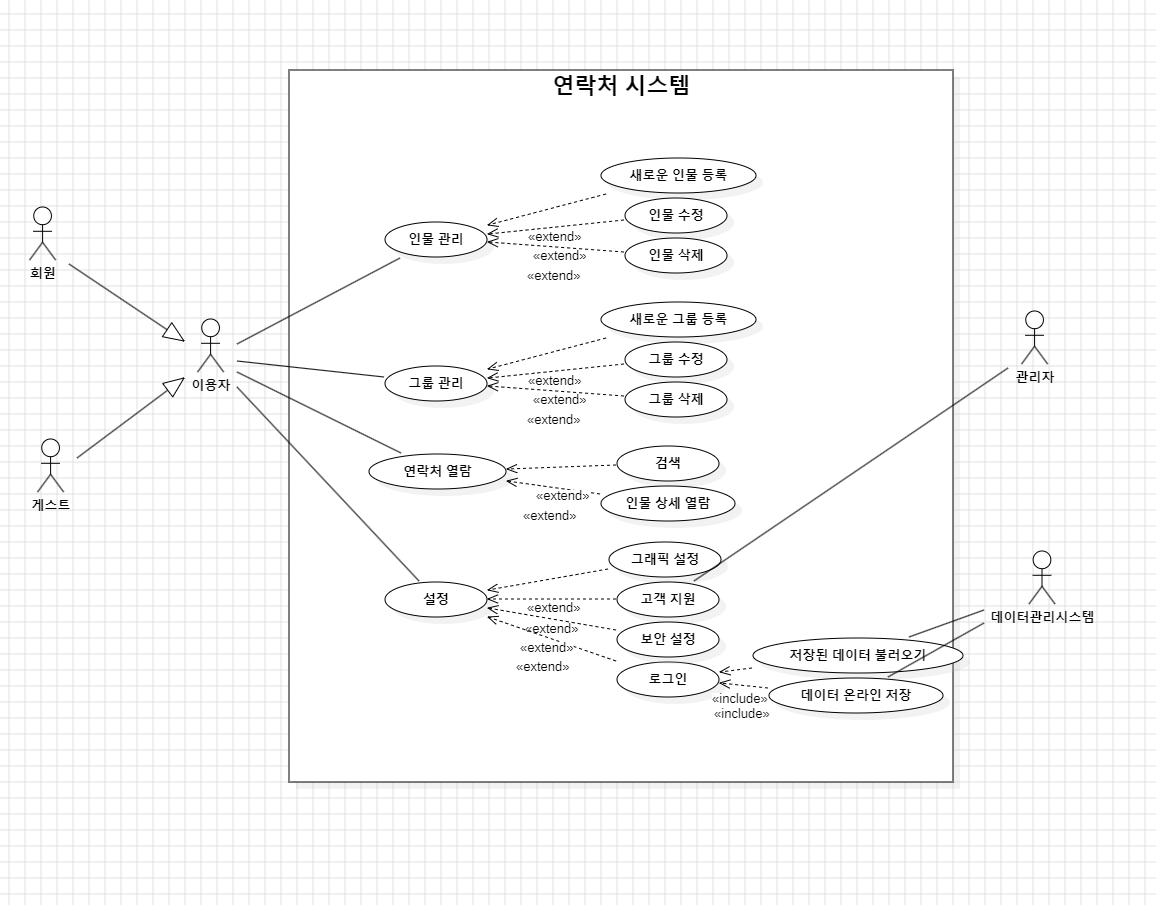 연락처 시스템
새로운 인물 등록
인물 수정
인물 관리
«extend»
인물 삭제
«extend»
«extend»
회원
새로운 그룹 등록
그룹 수정
이용자
그룹 관리
«extend»
그룹 삭제
«extend»
«extend»
관리자
검색
연락처 열람
«extend»
인물 상세 열람
«extend»
게스트
그래픽 설정
설정
고객 지원
«extend»
«extend»
보안 설정
«extend»
«extend»
로그인
데이터관리시스템
저장된 데이터 불러오기
데이터 온라인 저장
«include»
«include»